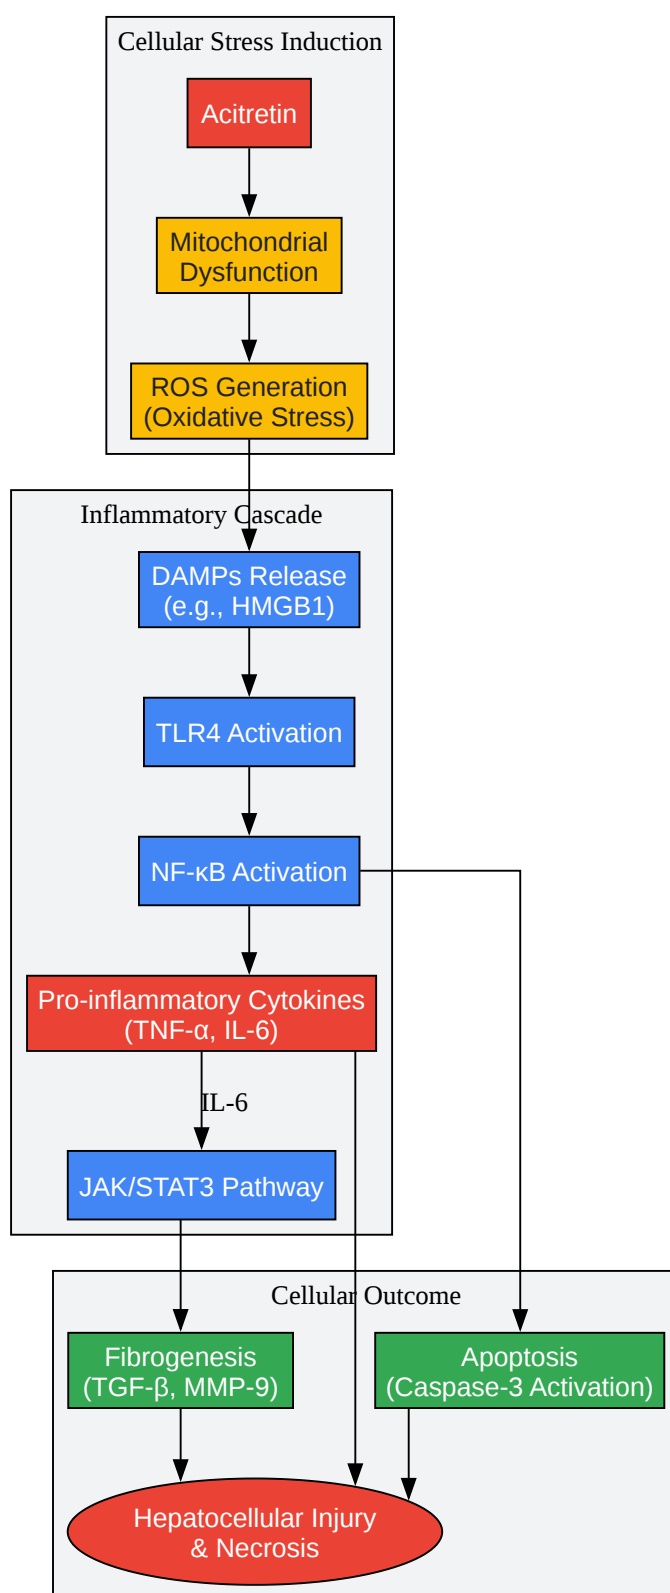 Cellular Stress Induction
Acitretin
Mitochondrial
Dysfunction
ROS Generation
(Oxidative Stress)
Inflammatory Cascade
DAMPs Release
(e.g., HMGB1)
TLR4 Activation
NF-κB Activation
Pro-inflammatory Cytokines
(TNF-α, IL-6)
IL-6
JAK/STAT3 Pathway
Cellular Outcome
Fibrogenesis
(TGF-β, MMP-9)
Apoptosis
(Caspase-3 Activation)
Hepatocellular Injury
& Necrosis